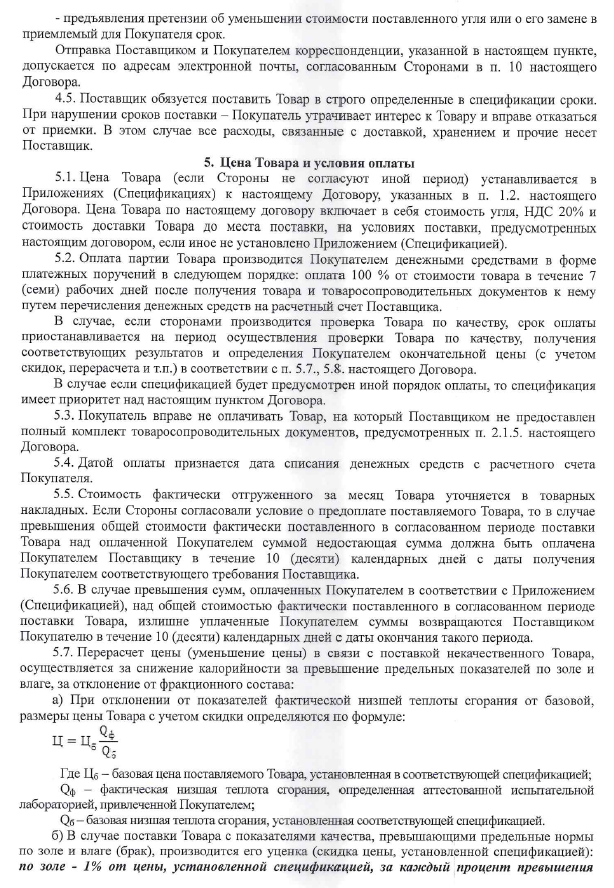 - предъявления претензии об уменьшении стоимости поставленного угля или о его замене в
приемлемый для Покупателя срок.
Отправка Поставщиком и Покупателем корреспонденции, указанной в настоящем пункте,
допускается по адресам электронной почты, согласованным Сторонами в п. 10 настоящего
Договора.
4.5. Поставщик обязуется поставить Товар в строго определенные в спецификации сроки.
При нарушении сроков поставки – Покупатель утрачивает интерес к Товару и вправе отказаться
от приемки. В этом случае все расходы, связанные с доставкой, хранением и прочие несет
Поставщик.
5. Цена Товара и условия оплаты
5.1. Цена Товара (если Стороны не согласуют иной период) устанавливается в
Приложениях (Спецификациях) к настоящему Договору, указанных в п. 1.2. настоящего
Договора. Цена Товара по настоящему договору включает в себя стоимость угля, НДС 20% и
стоимость доставки Товара до места поставки, на условиях поставки, предусмотренных
настоящим договором, если иное не установлено Приложением (Спецификацией).
5.2. Оплата партии Товара производится Покупателем денежными средствами в форме
платежных поручений в следующем порядке: оплата 100 % от стоимости товара в течение 7
(семи) рабочих дней после получения товара и товаросопроводительных документов к нему
путем перечисления денежных средств на расчетный счет Поставщика.
В случае, если сторонами производится проверка Товара по качеству, срок оплаты
приостанавливается на период осуществления проверки Товара по качеству, получения
соответствующих результатов и определения Покупателем окончательной цены (с учетом
скидок, перерасчета и т.п.) в соответствии с п. 5.7., 5.8. настоящего Договора.
В случае если спецификацией будет предусмотрен иной порядок оплаты, то спецификация
имеет приоритет над настоящим пунктом Договора.
5.3. Покупатель вправе не оплачивать Товар, на который Поставщиком не предоставлен
полный комплект товаросопроводительных документов, предусмотренных п. 2.1.5. настоящего
Договора.
5.4. Датой оплаты признается дата списания денежных средств с расчетного счета
Покупателя.
5.5. Стоимость фактически отгруженного за месяц Товара уточняется в товарных
накладных. Если Стороны согласовали условие о предоплате поставляемого Товара, то в случае
превышения общей стоимости фактически поставленного в согласованном периоде поставки
Товара над оплаченной Покупателем суммой недостающая сумма должна быть оплачена
Покупателем Поставщику в течение 10 (десяти) календарных дней с даты получения
Покупателем соответствующего требования Поставщика.
5.6. В случае превышения сумм, оплаченных Покупателем в соответствии с Приложением
(Спецификацией), над общей стоимостью фактически поставленного в согласованном периоде
поставки Товара, излишне уплаченные Покупателем суммы возвращаются Поставщиком
Покупателю в течение 10 (десяти) календарных дней с даты окончания такого периода.
5.7. Перерасчет цены (уменьшение цены) в связи с поставкой некачественного Товара,
осуществляется за снижение калорийности за превышение предельных показателей по золе и
влаге, за отклонение от фракционного состава:
а) При отклонении от показателей фактической низшей теплоты сгорания от базовой,
размеры цены Товара с учетом скидки определяются по формуле:
Ц = Цб Qф/Qб
Где Цб – базовая цена поставляемого Товара, установленная в соответствующей спецификацией;
Qф – фактическая низшая теплота сгорания, определенная аттестованной испытательной
лабораторией, привлеченной Покупателем;
Qб – базовая низшая теплота сгорания, установленная соответствующей спецификацией.
б) В случае поставки Товара с показателями качества, превышающими предельные нормы
по золе и влаге (брак), производится его уценка (скидка цены, установленной спецификацией):
по золе - 1% от цены, установленной спецификацией, за каждый процент превышения